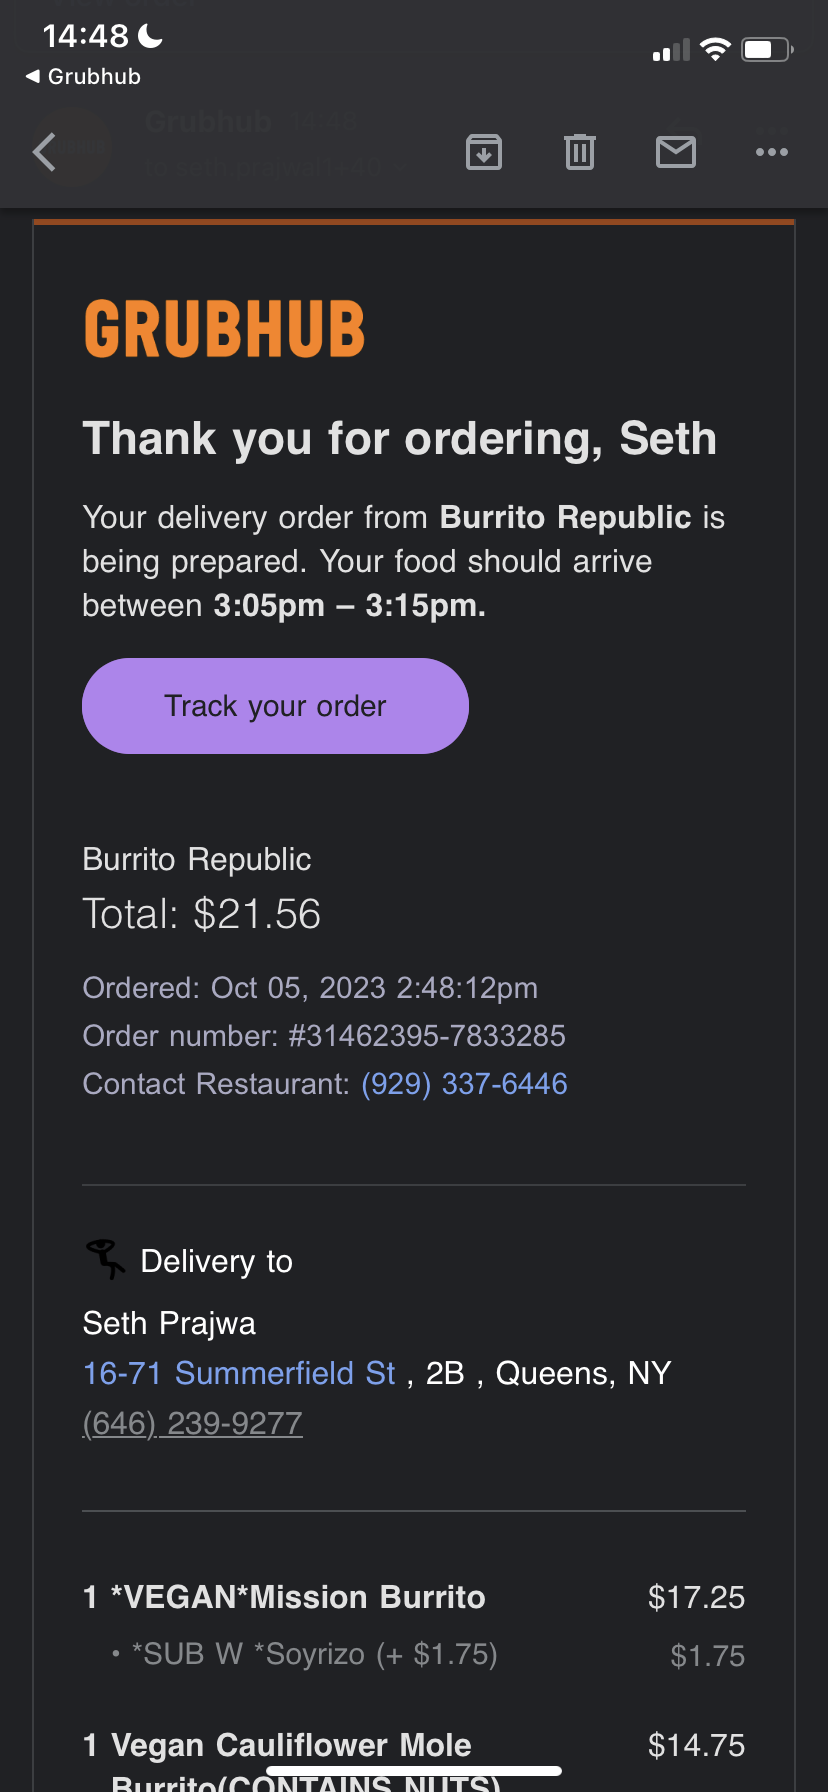 14:48
Grubhub
Grubhub 14:48
GRUBHUB
Thank you for ordering, Seth
Your delivery order from Burrito Republic is
being prepared. Your food should arrive
between 3:05pm – 3:15pm.
Track your order
Burrito Republic
Total: $21.56
Ordered: Oct 05, 2023 2:48:12pm
Order number: #31462395-7833285
Contact Restaurant: (929) 337-6446
Delivery to
Seth Prajwa
16-71 Summerfield St , 2B , Queens, NY
(646) 239-9277
1 *VEGAN*Mission Burrito $17.25
• *SUB W *Soyrizo (+ $1.75) $1.75
1 Vegan Cauliflower Mole $14.75
Burrito(CONTAINS NUTS)